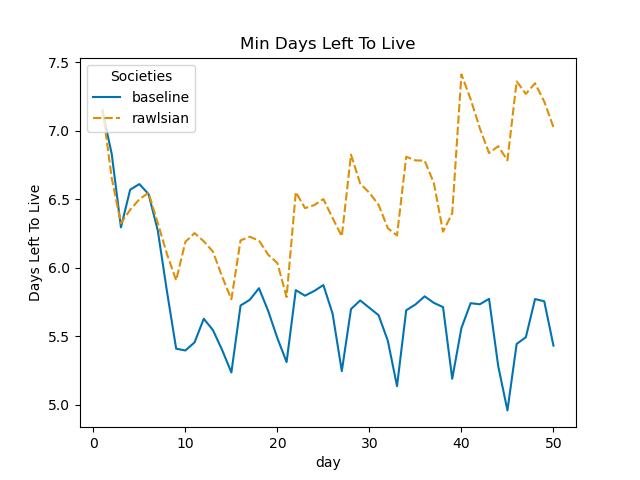 Min Days Left To Live
Days Left To Live
7.5
7.0
6.5
6.0
5.5
5.0
Societies
baseline
rawlsian
0
10
20
30
40
50
day